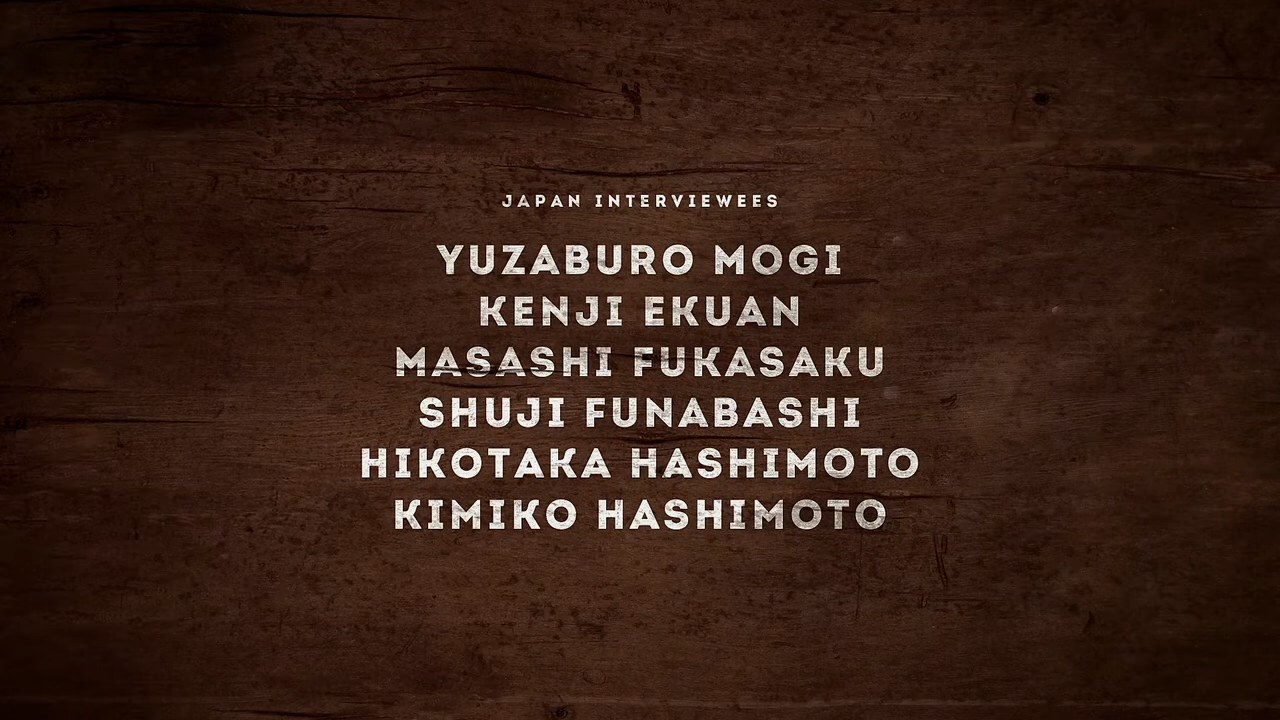 JAPAN INTERVIEWEES
YUZABURO MOGI
KENJI EKUAN
MASASHI FUKASAKU
SHUJI FUNABASHI
HIKOTAKA HASHIMOTO
KIMIKO HASHIMOTO